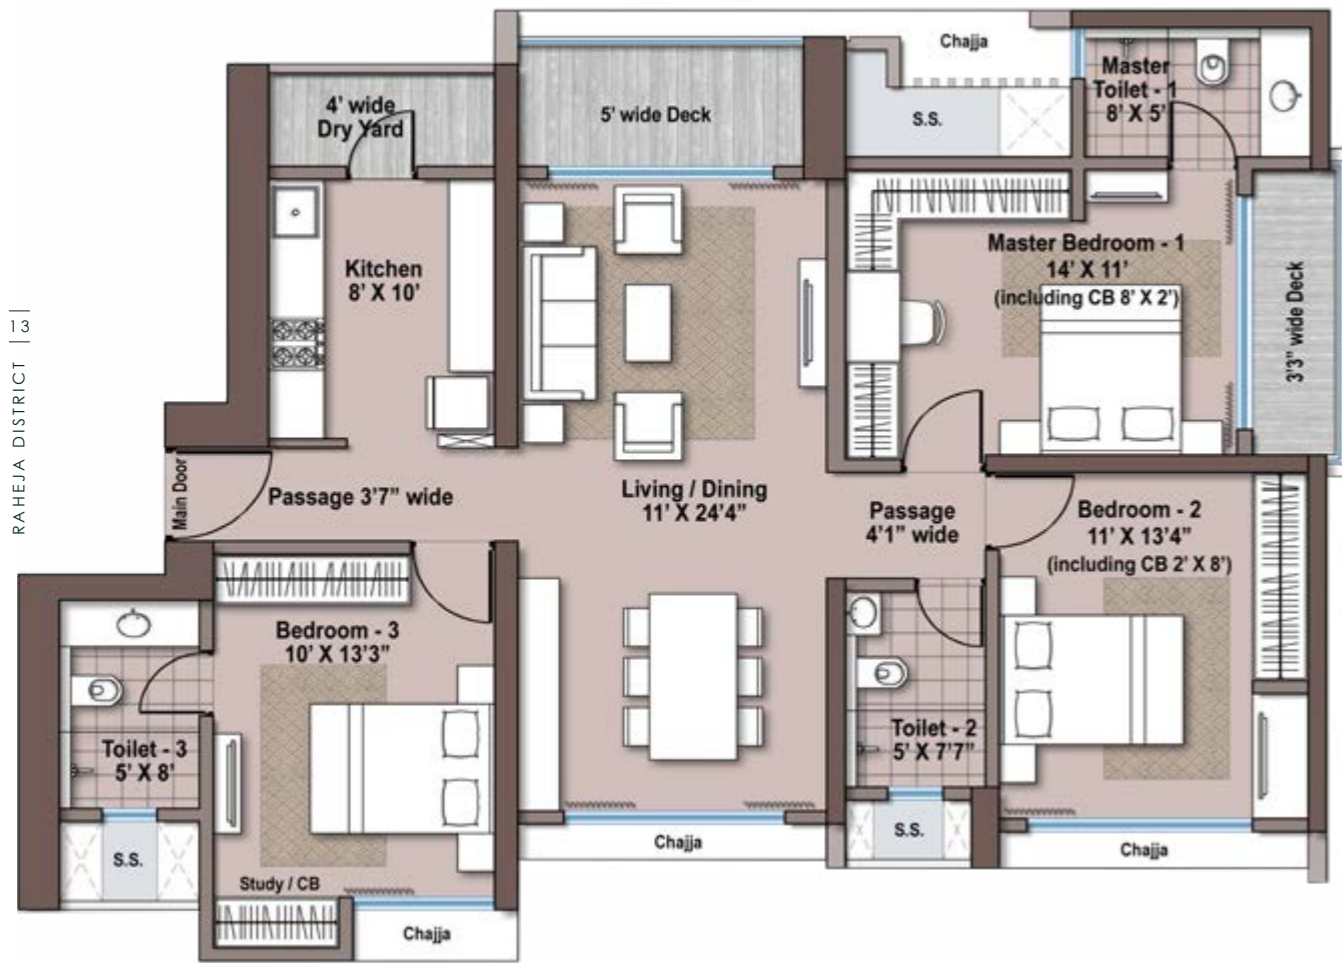 Chajja
Master
Toilet - 1
8' X 5'
4' wide
Dry Yard
5' wide Deck
S.S.
Kitchen
8' X 10'
Master Bedroom - 1
14' X 11'
(including CB 8' X 2')
3'3" wide Deck
RAHEJA DISTRICT |13|
Main Door
Passage 3'7” wide
Living / Dining
11' X 24'4”
Passage
4'1” wide
Bedroom - 2
11' X 13'4”
(including CB 2' X 8')
Bedroom - 3
10' X 13'3”
Toilet - 3
5' X 8'
Toilet - 2
5' X 7'7”
S.S.
S.S.
Chajja
Chajja
Study / CB
Chajja